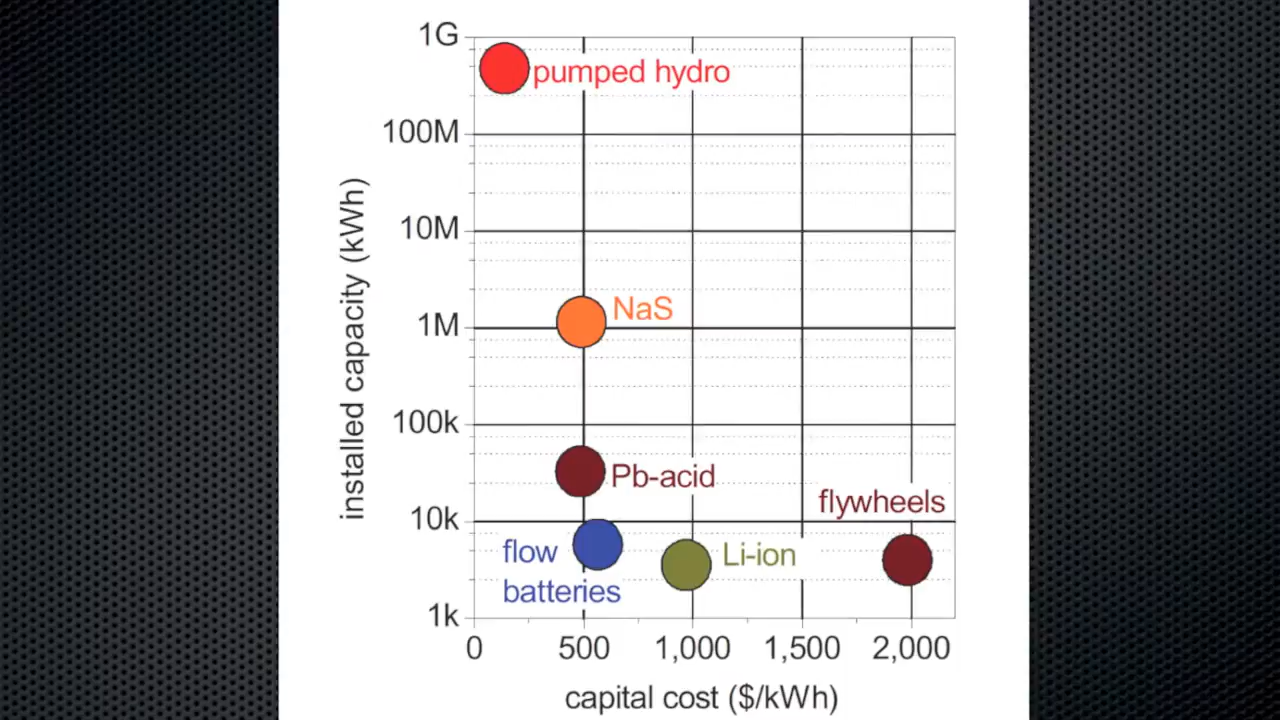 1G
pumped hydro
100M
10M
NaS
1M
100k
Pb-acid
flywheels
10k
flow
batteries
Li-ion
1k
0 500 1,000 1,500 2,000
capital cost ($/kWh)
installed capacity (kWh)